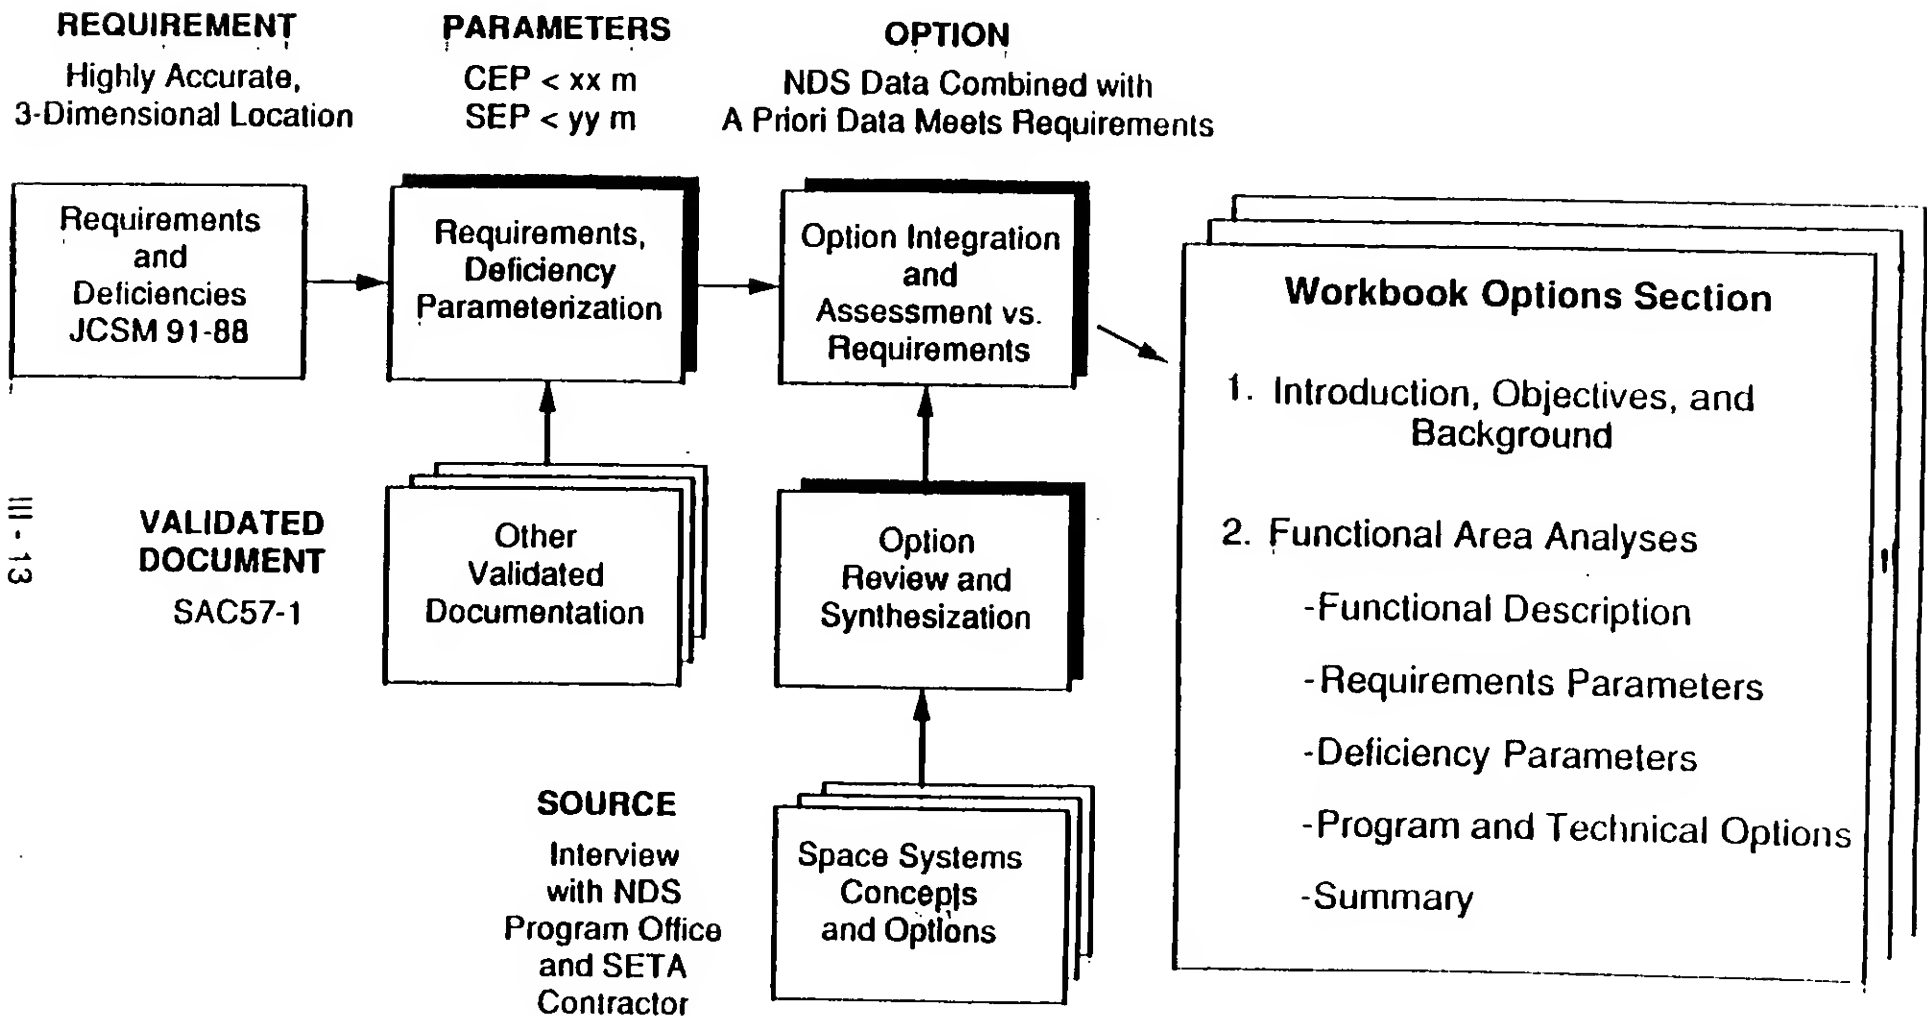 REQUIREMENT
Highly Accurate,
3-Dimensional Location
PARAMETERS
CEP < xx m
SEP < yy m
OPTION
NDS Data Combined with
A Priori Data Meets Requirements
Requirements
and
Deficiencies
JCSM 91-88
Requirements,
Deficiency
Parameterization
Option Integration
and
Assessment vs.
Requirements
VALIDATED
DOCUMENT
SAC57-1
Other
Validated
Documentation
Option
Review and
Synthesization
SOURCE
Interview
with NDS
Program Office
and SETA
Contractor
Space Systems
Concepts
and Options
Workbook Options Section
1. Introduction, Objectives, and
Background
2. Functional Area Analyses
-Functional Description
-Requirements Parameters
-Deficiency Parameters
-Program and Technical Options
-Summary
III - 13